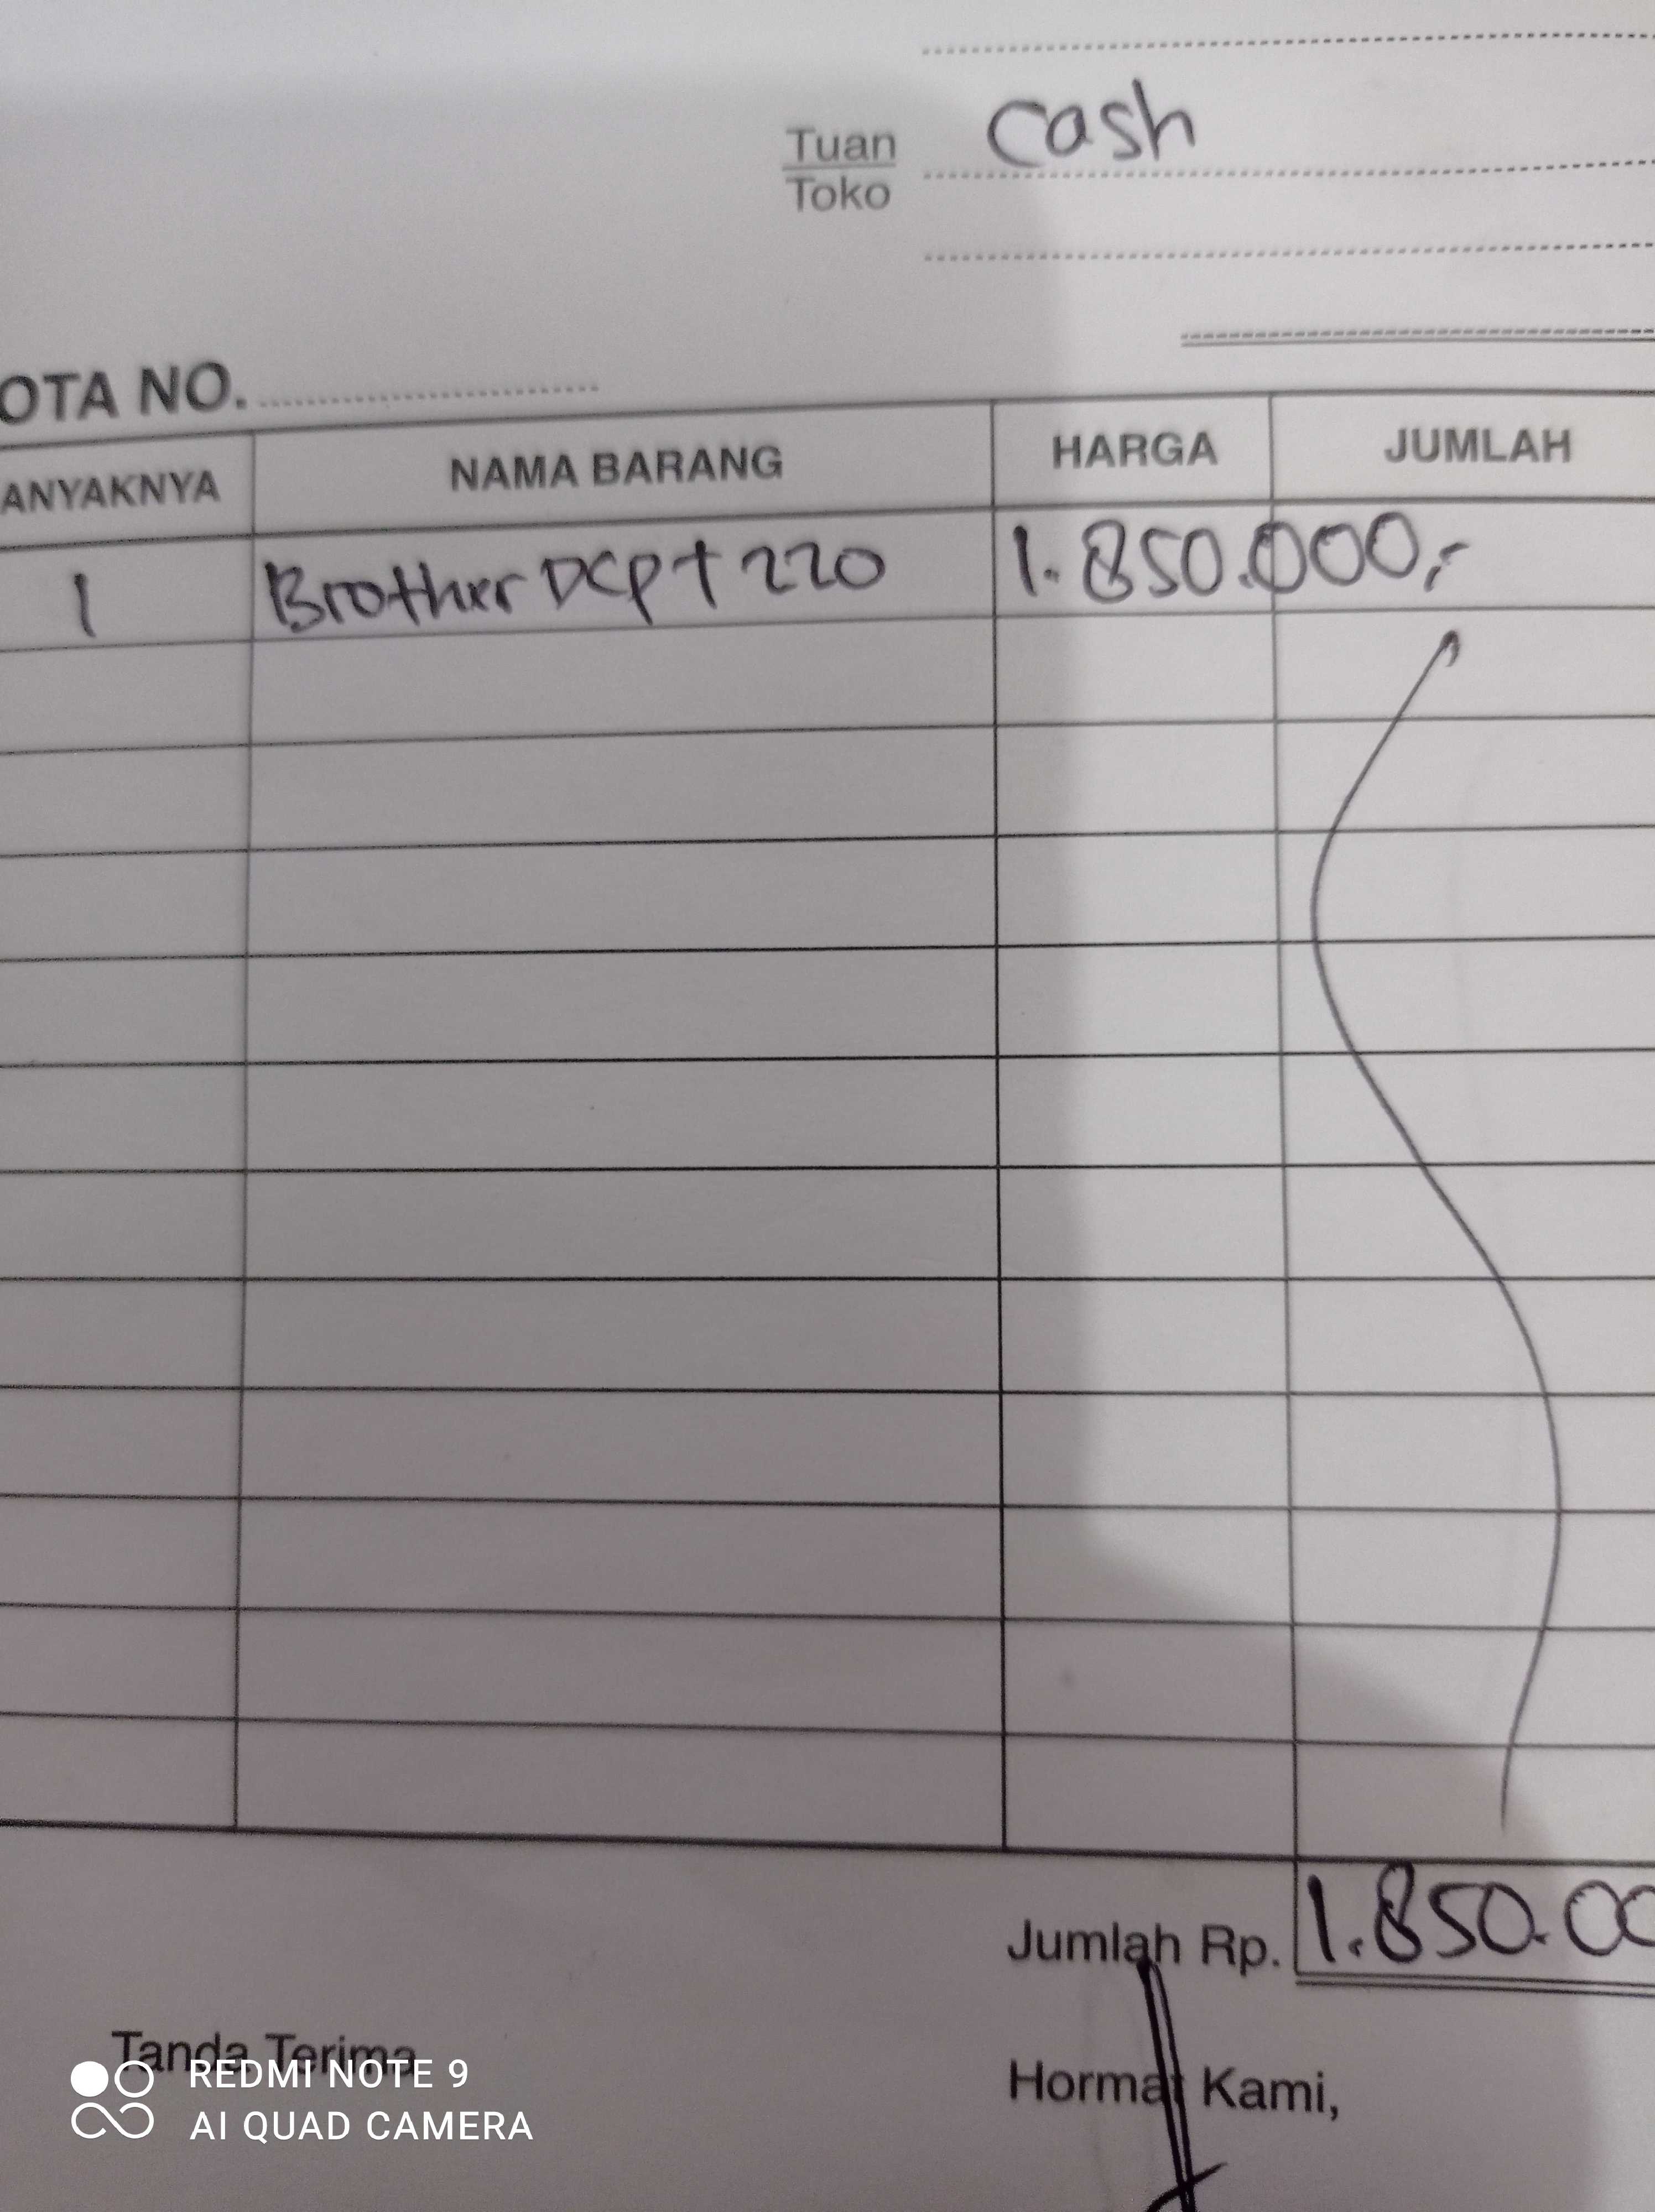 Tuan cash
Toko
OTA NO.
ANYAKNYA NAMA BARANG HARGA JUMLAH
1 Brother DCP t 220 1.850.000,-
Jumlah Rp. 1.850.00
Tanda Terima
Hormat Kami,
REDMI NOTE 9
AI QUAD CAMERA